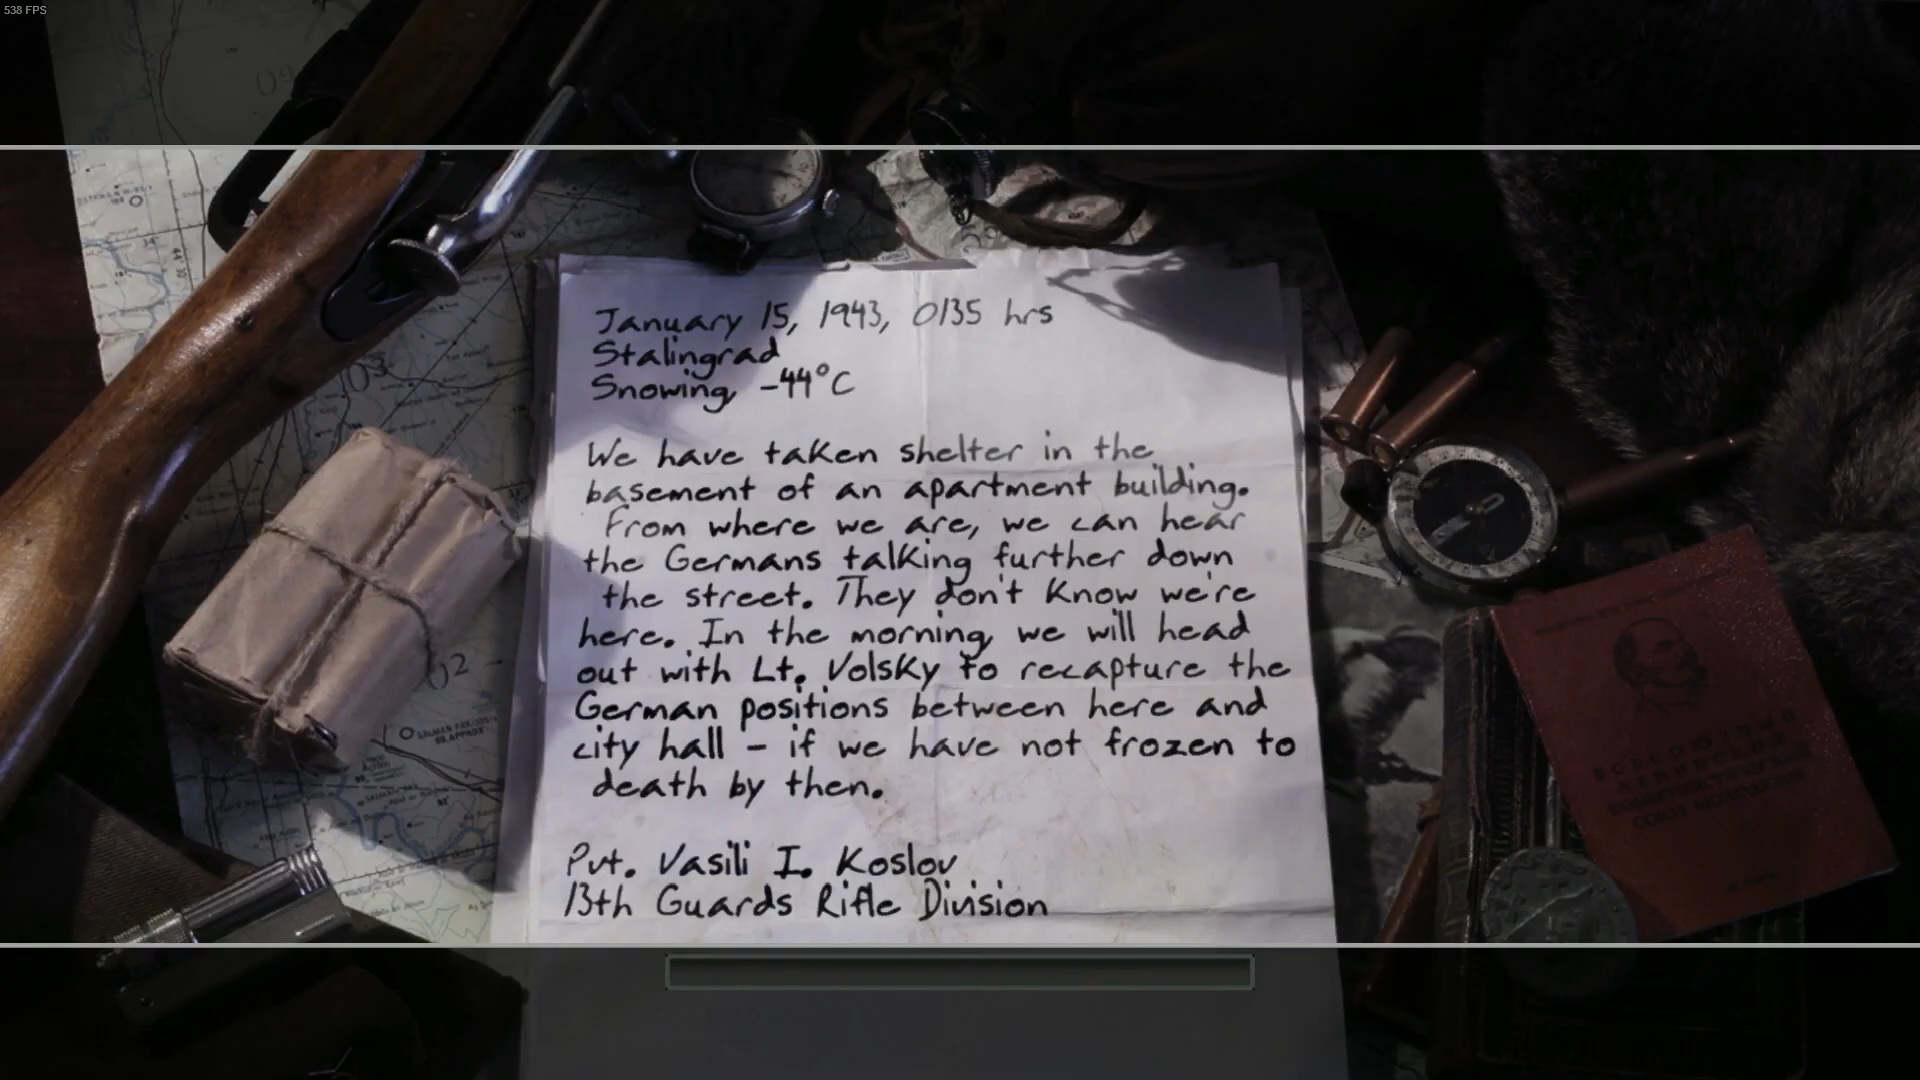 538 FPS
January 15, 1943, 0135 hrs
Stalingrad
Snowing, -44°C
We have taken shelter in the
basement of an apartment building.
From where we are, we can hear
the Germans talking further down
the street. They don't know we're
here. In the morning, we will head
out with Lt. Volsky to recapture the
German positions between here and
city hall - if we have not frozen to
death by then.
Pvt. Vasili I. Koslov
13th Guards Rifle Division
03
02
SALMAN PAK